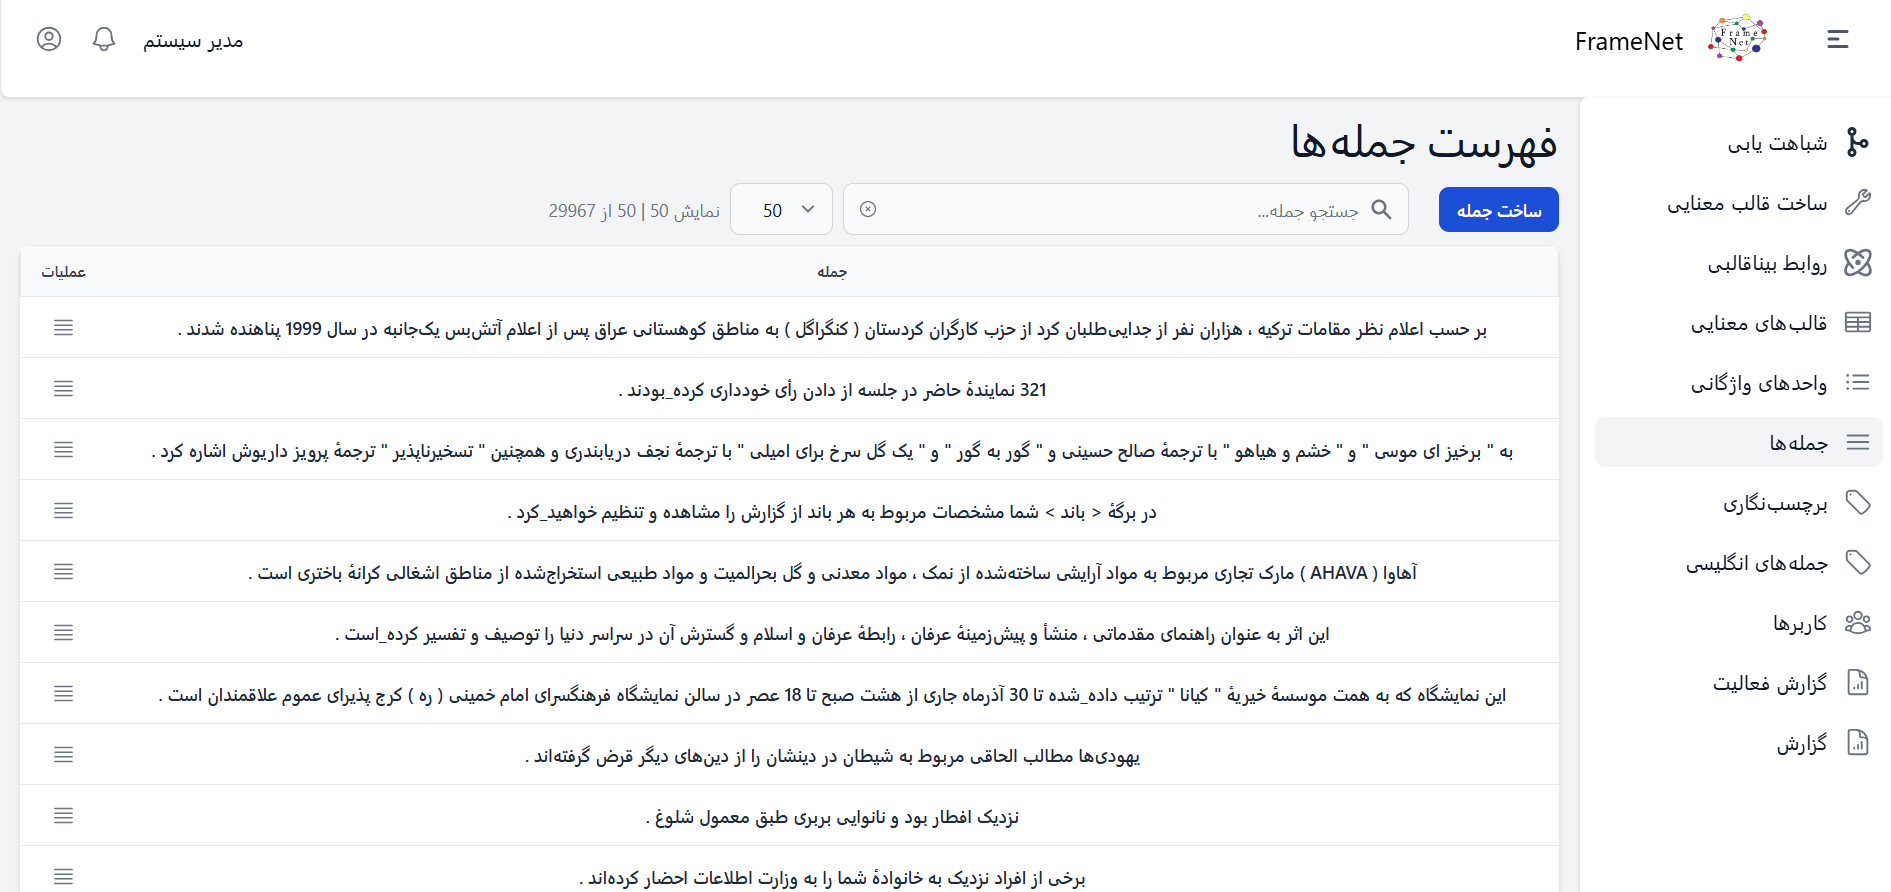 FrameNet
Frame
Net
مدیر سیستم
شباهت یابی
ساخت قالب معنایی
روابط بیناقالبی
قالب‌های معنایی
واحدهای واژگانی
جمله‌ها
برچسب‌نگاری
جمله‌های انگلیسی
کاربرها
گزارش فعالیت
گزارش
فهرست جمله‌ها
ساخت جمله
جستجو جمله...
50
نمایش 50 | 50 از 29967
جمله
عملیات
بر حسب اعلام نظر مقامات ترکیه ، هزاران نفر از جدایی‌طلبان کرد از حزب کارگران کردستان ( کنگراگل ) به مناطق کوهستانی عراق پس از اعلام آتش‌بس یک‌جانبه در سال 1999 پناهنده شدند .
321 نمایندهٔ حاضر در جلسه از دادن رأی خودداری کرده_بودند .
به " برخیز ای موسی " و " خشم و هیاهو " با ترجمهٔ صالح حسینی و " گور به گور " و " یک گل سرخ برای امیلی " با ترجمهٔ نجف دریابندری و همچنین " تسخیرناپذیر " ترجمهٔ پرویز داریوش اشاره کرد .
در برگهٔ < باند > شما مشخصات مربوط به هر باند از گزارش را مشاهده و تنظیم خواهید_کرد .
آهاوا ( AHAVA ) مارک تجاری مربوط به مواد آرایشی ساخته‌شده از نمک ، مواد معدنی و گل بحرالمیت و مواد طبیعی استخراج‌شده از مناطق اشغالی کرانهٔ باختری است .
این اثر به عنوان راهنمای مقدماتی ، منشأ و پیش‌زمینهٔ عرفان ، رابطهٔ عرفان و اسلام و گسترش آن در سراسر دنیا را توصیف و تفسیر کرده_است .
این نمایشگاه که به همت موسسهٔ خیریهٔ " کیانا " ترتیب داده_شده تا 30 آذرماه جاری از هشت صبح تا 18 عصر در سالن نمایشگاه فرهنگسرای امام خمینی ( ره ) کرج پذیرای عموم علاقمندان است .
یهودی‌ها مطالب الحاقی مربوط به شیطان در دینشان را از دین‌های دیگر قرض گرفته‌اند .
نزدیک افطار بود و نانوایی بربری طبق معمول شلوغ .
برخی از افراد نزدیک به خانوادهٔ شما را به وزارت اطلاعات احضار کرده‌اند .